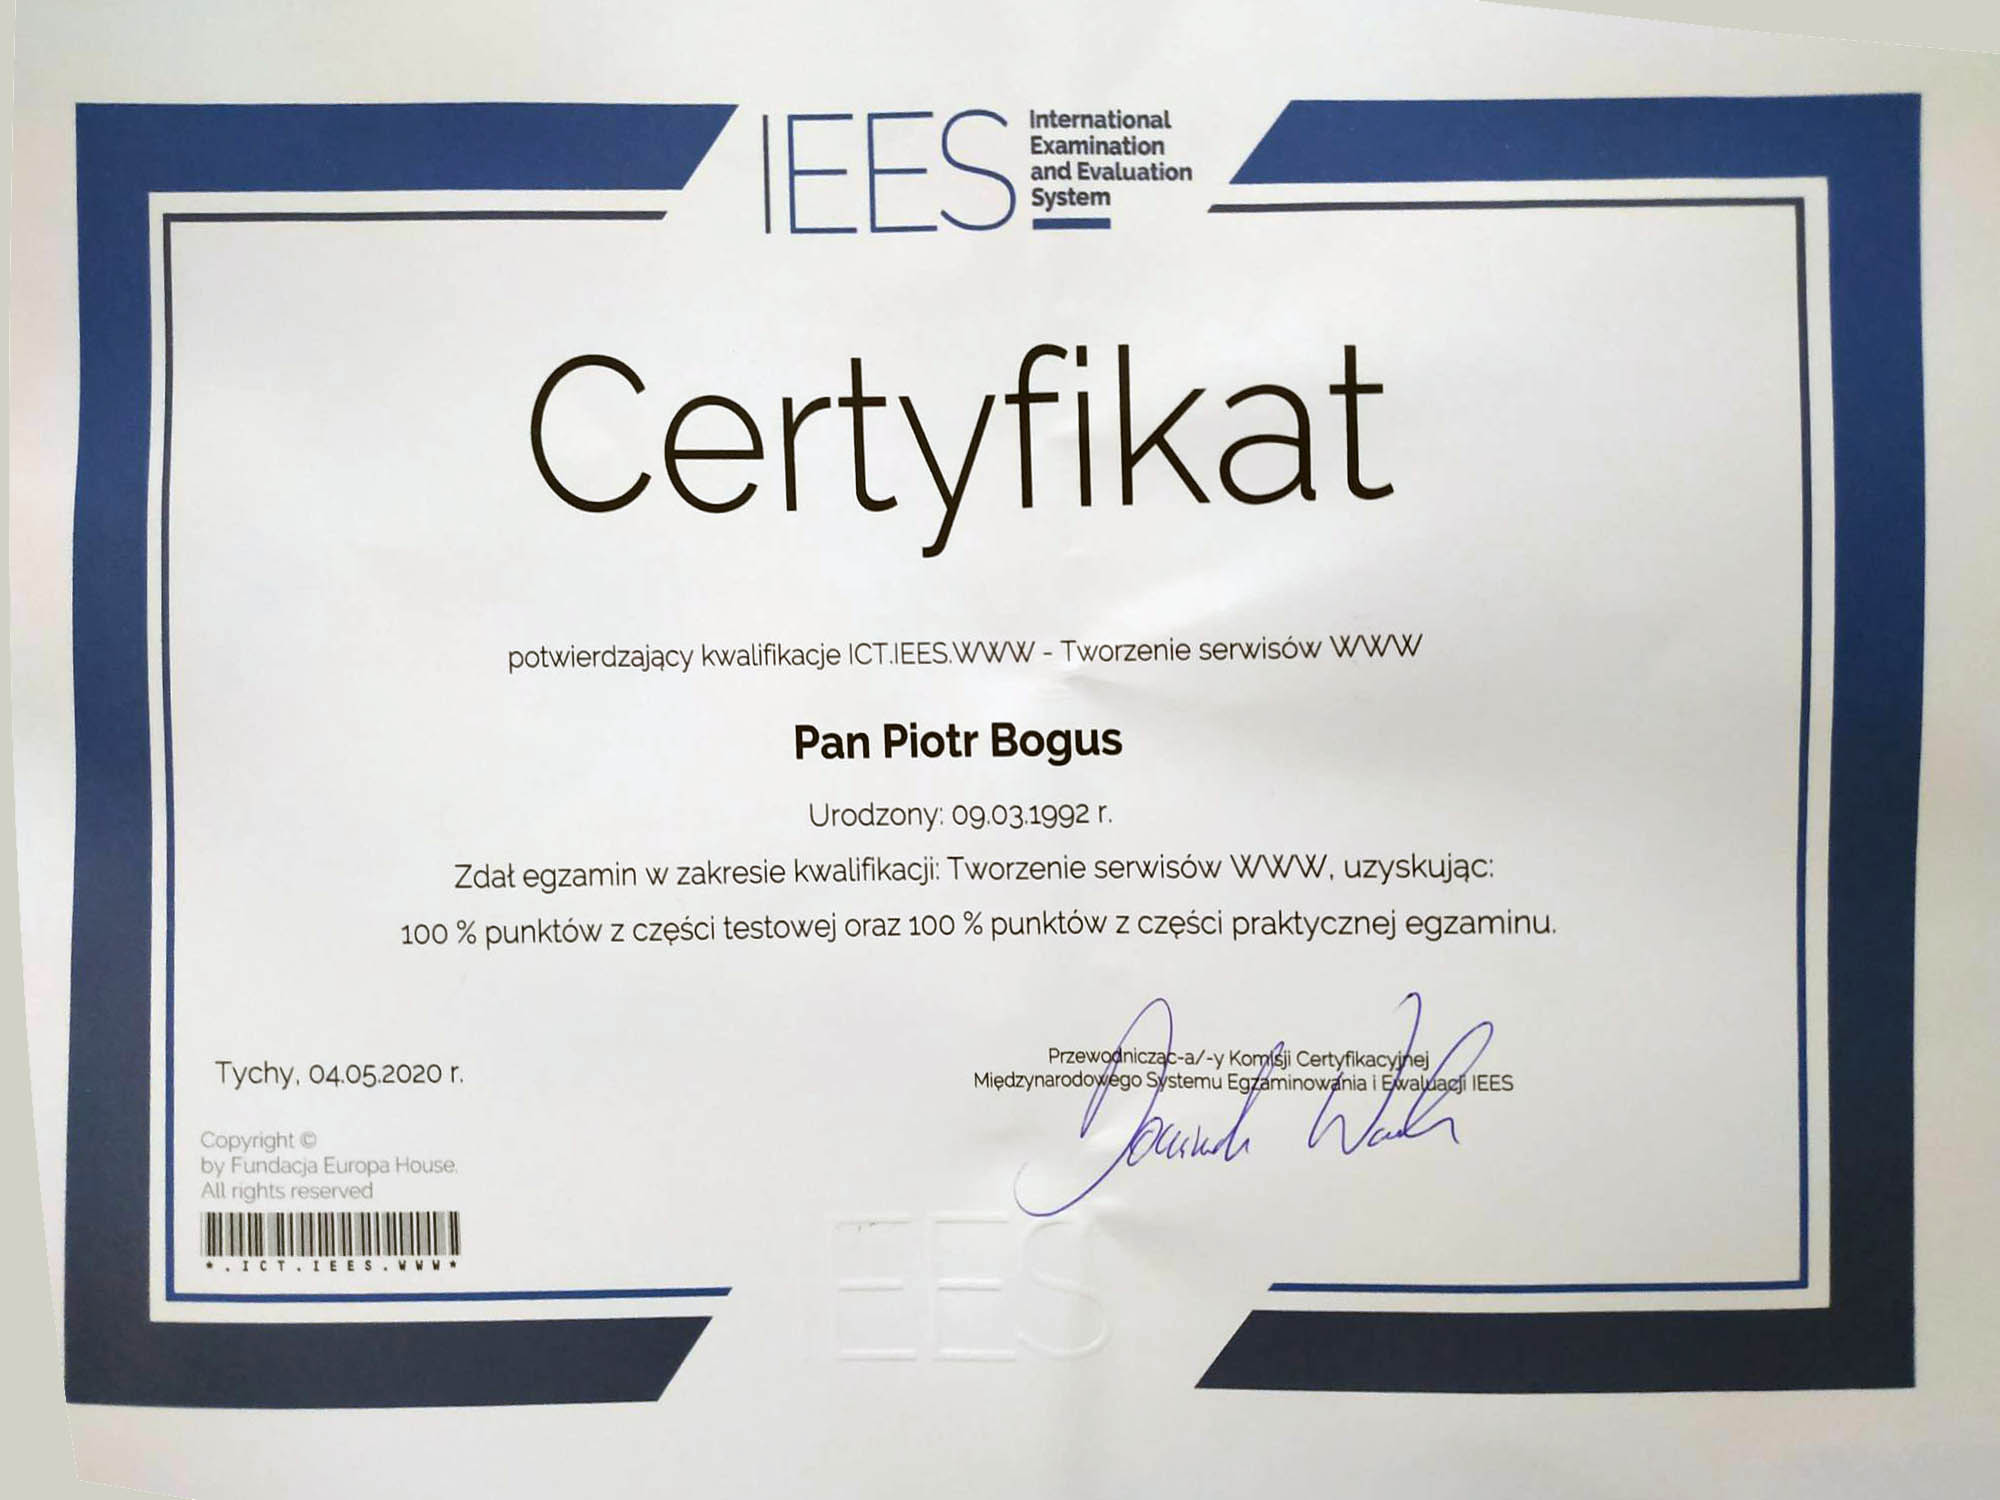 IEES
International
Examination
and Evaluation
System
Certyfikat
potwierdzający kwalifikacje ICT.IEES.WWW - Tworzenie serwisów WWW
Pan Piotr Bogus
Urodzony: 09.03.1992 r.
Zdał egzamin w zakresie kwalifikacji: Tworzenie serwisów WWW, uzyskując:
100 % punktów z części testowej oraz 100 % punktów z części praktycznej egzaminu.
Tychy, 04.05.2020 r.
Przewodnicząc-a/-y Komisji Certyfikacyjnej
Międzynarodowego Systemu Egzaminowania i Ewaluacji IEES
Copyright ©
by Fundacja Europa House.
All rights reserved
*.ICT.IEES.WWW*
EES